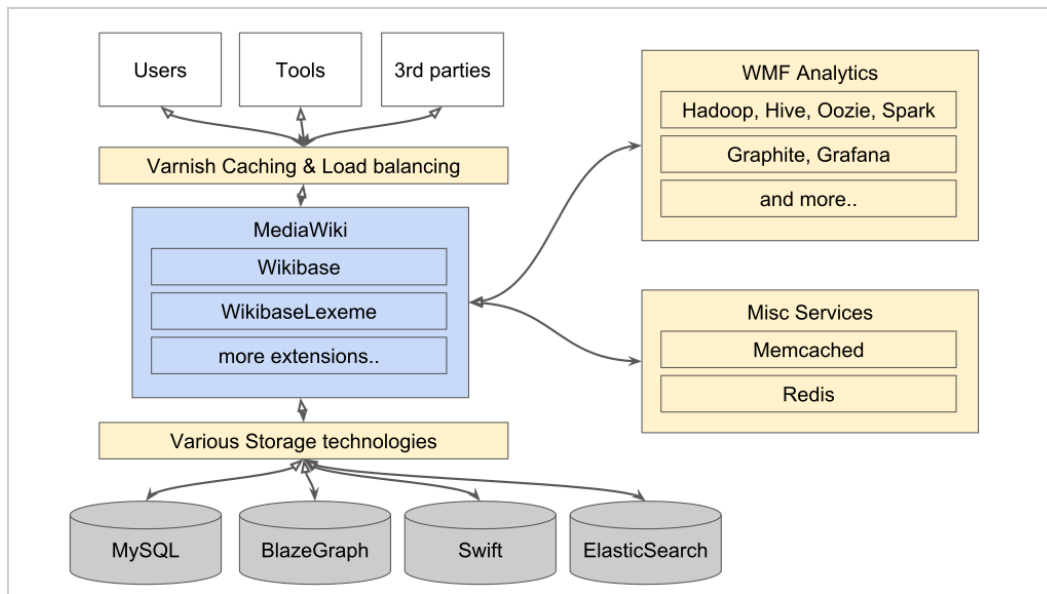 Users
Tools
3rd parties
Varnish Caching & Load balancing
MediaWiki
Wikibase
WikibaseLexeme
more extensions..
Various Storage technologies
MySQL
BlazeGraph
Swift
ElasticSearch
WMF Analytics
Hadoop, Hive, Oozie, Spark
Graphite, Grafana
and more..
Misc Services
Memcached
Redis